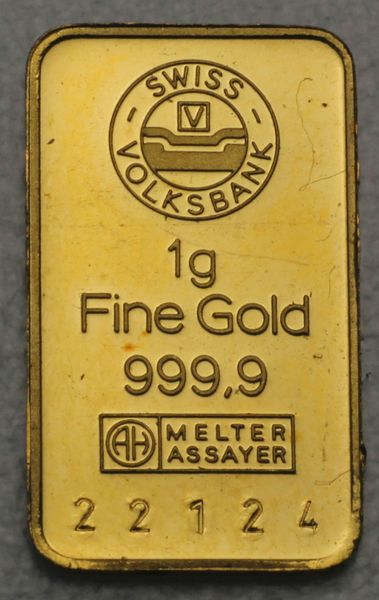 SWISS
V
VOLKSBANK
1g
Fine Gold
999,9
AH MELTER
ASSAYER
22124